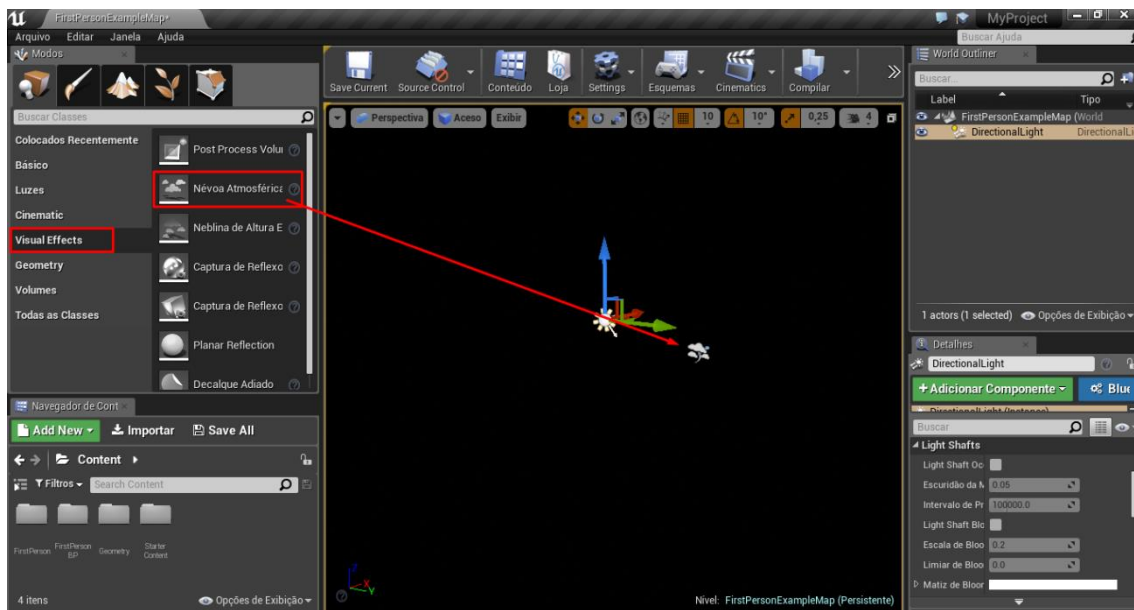 FirstPersonExampleMap•
MyProject
Arquivo Editar Janela Ajuda
Buscar Ajuda
Modos
Buscar Classes
Colocados Recentemente
Básico
Luzes
Cinematic
Visual Effects
Geometry
Volumes
Todas as Classes
Post Process Volu
Névoa Atmosférica
Neblina de Altura E
Captura de Reflexo
Captura de Reflexo
Planar Reflection
Decalque Adiado
Save Current Source Control Conteúdo Loja Settings Esquemas Cinematics Compilar
Perspectiva Aceso Exibir 10 10° 0,25 4
Z X Y
Nível: FirstPersonExampleMap (Persistente)
Navegador de Cont
Add New Importar Save All
Content
Filtros Search Content
FirstPerson
FirstPerson BP
Geometry
Starter Content
4 itens Opções de Exibição
World Outliner
Buscar...
Label Tipo
FirstPersonExampleMap (World
DirectionalLight DirectionalLi
1 actors (1 selected) Opções de Exibição
Detalhes
DirectionalLight
+Adicionar Componente Blue
DirectionalLight (Instance)
Buscar
Light Shafts
Light Shaft Oc
Escuridão da M 0.05
Intervalo de Pr 100000.0
Light Shaft Blo
Escala de Bloo 0.2
Limiar de Bloo 0.0
Matiz de Bloor